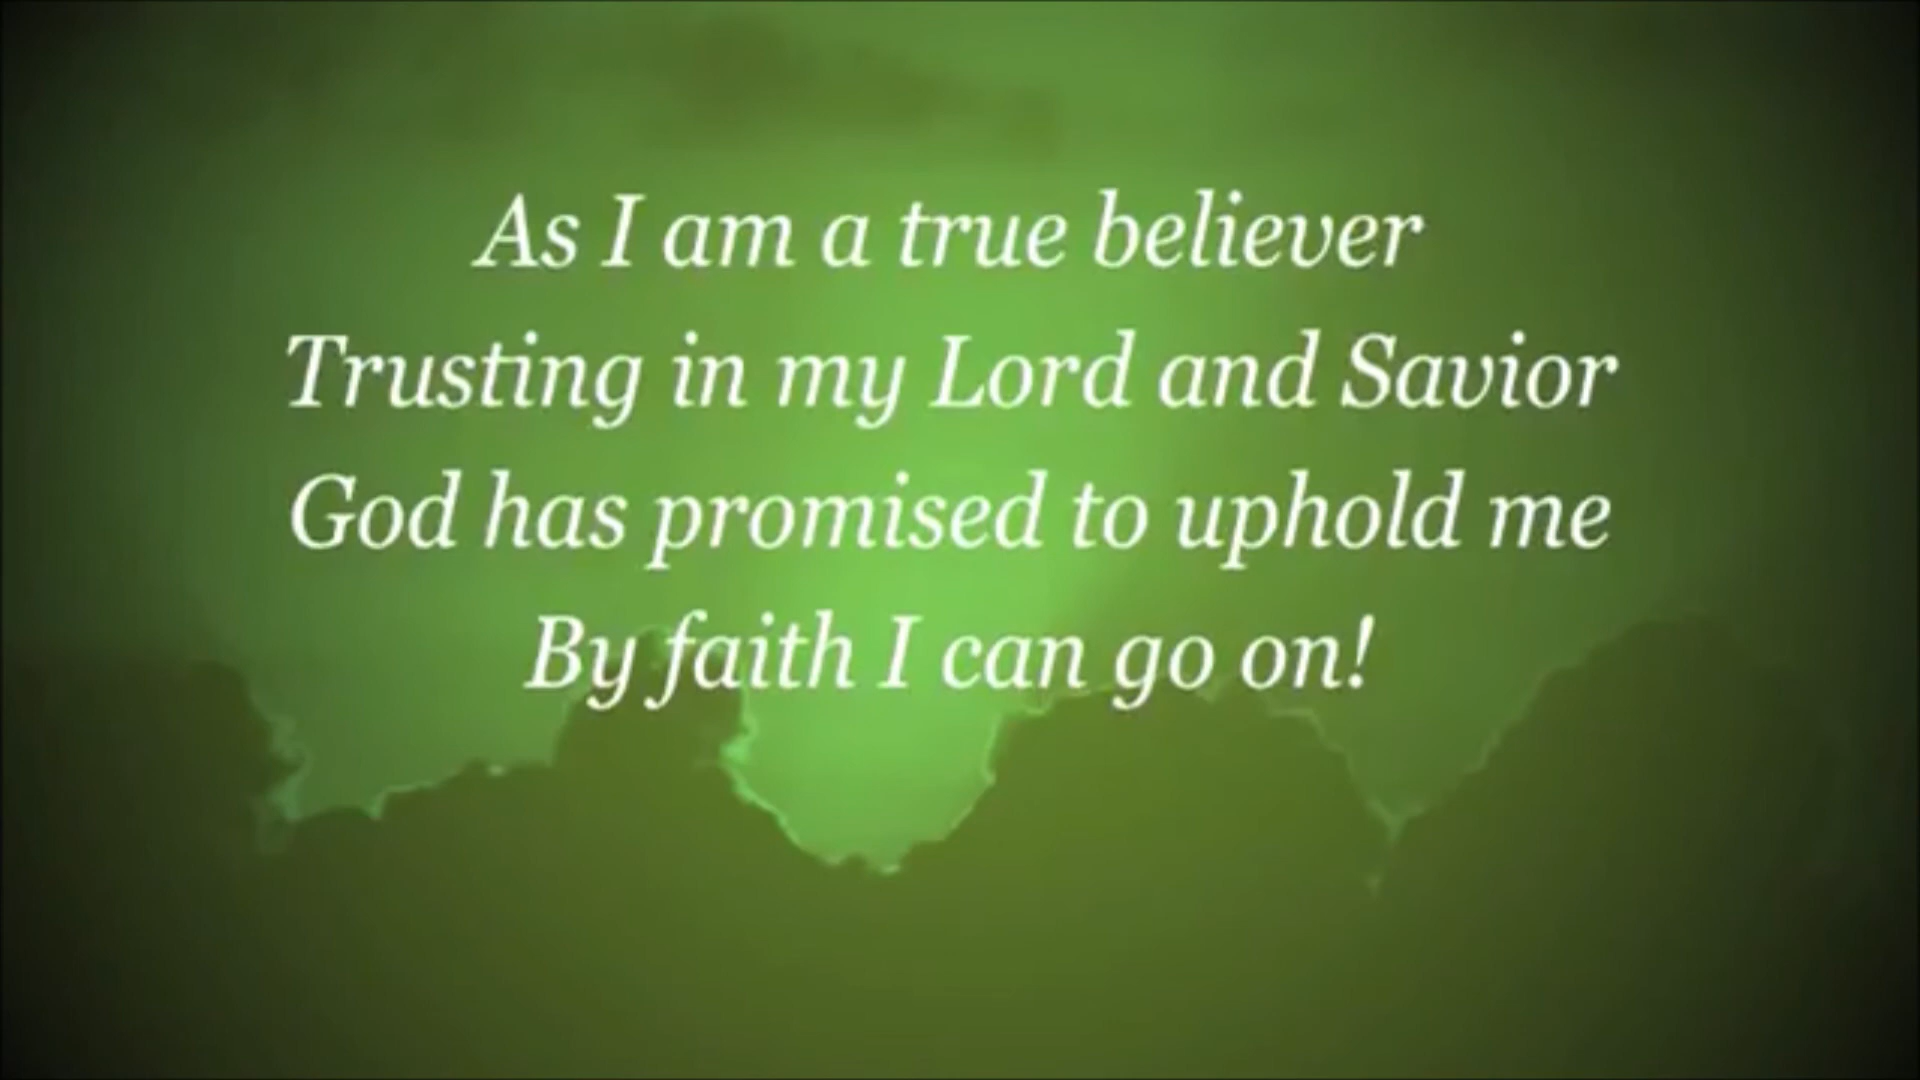 As I am a true believer
Trusting in my Lord and Savior
God has promised to uphold me
By faith I can go on!